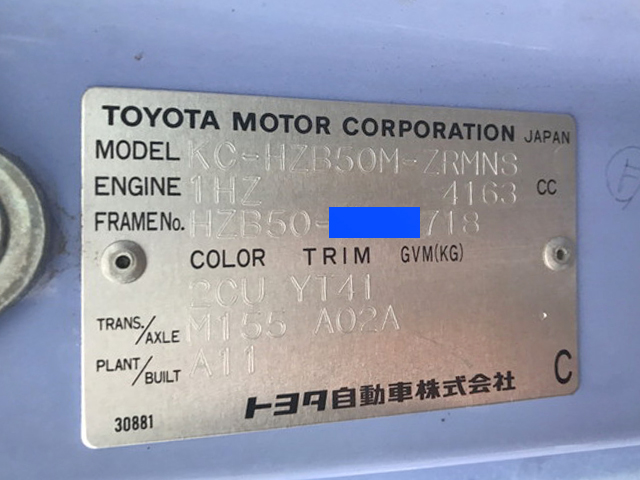 TOYOTA MOTOR CORPORATION JAPAN
MODEL KC-HZB50M-ZRMNS
ENGINE 1HZ 4163 CC
FRAME No. HZB50- 718
COLOR TRIM GVM(KG)
2CU YT41
TRANS./AXLE M155 A02A
PLANT/BUILT A11
トヨタ自動車株式会社 C
30881